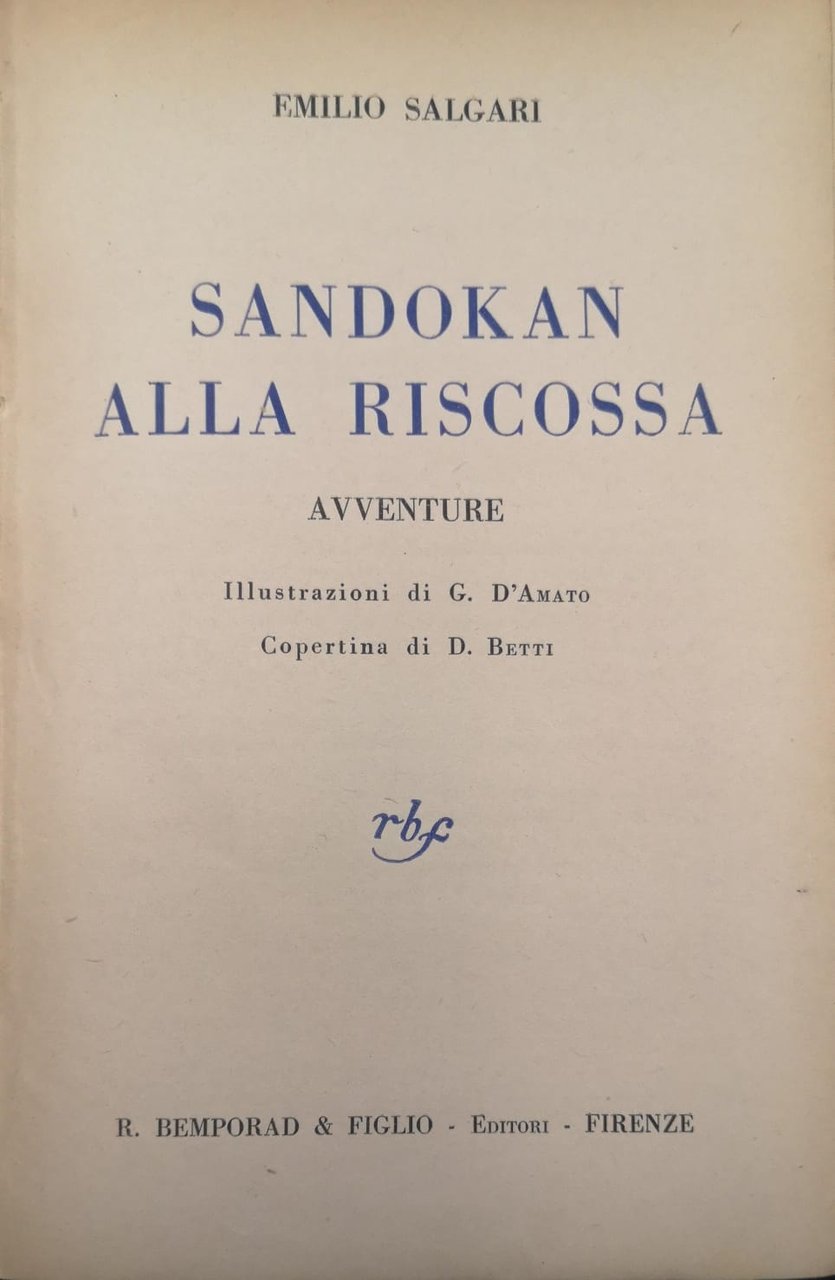 EMILIO SALGARI
SANDOKAN
ALLA RISCOSSA
AVVENTURE
Illustrazioni di G. D'AMATO
Copertina di D. BETTI
rbf
R. BEMPORAD & FIGLIO - EDITORI - FIRENZE